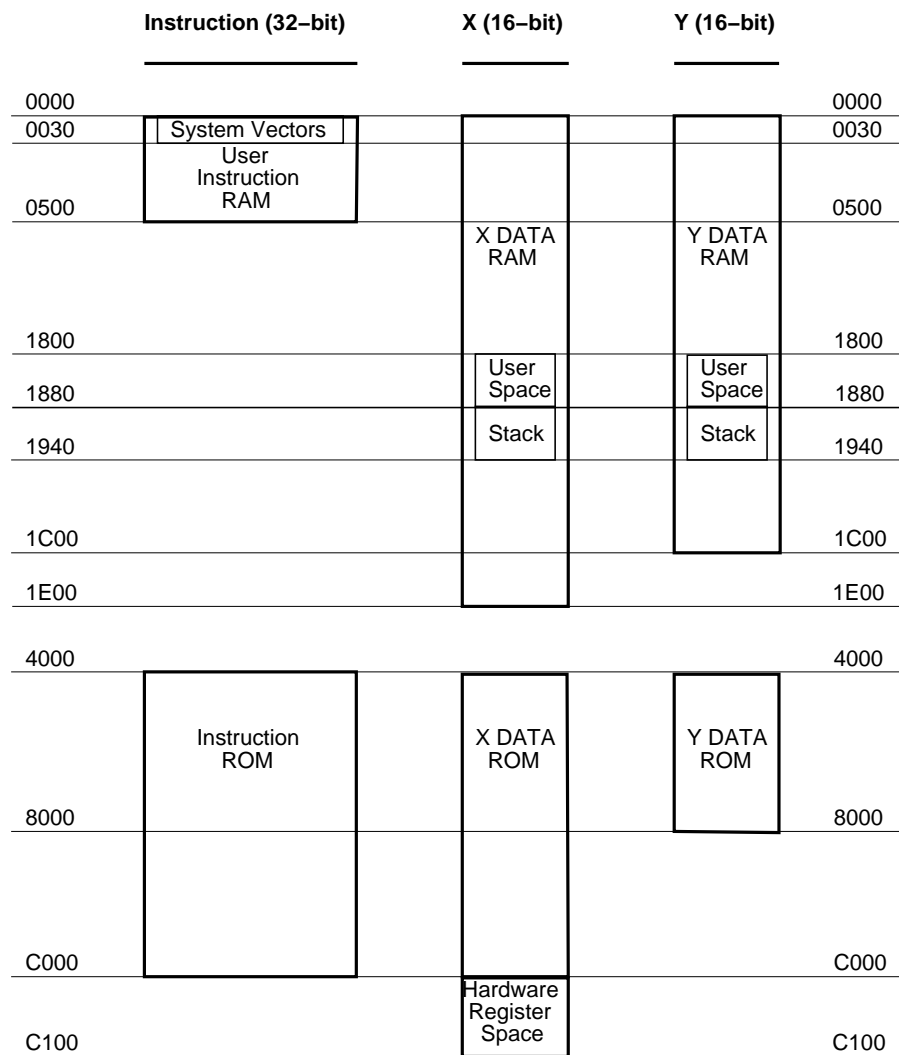 Instruction (32−bit) X (16−bit) Y (16−bit)
0000 0000
0030 System Vectors 0030
User
Instruction
RAM
0500 0500
X DATA Y DATA
RAM RAM
1800 1800
User User
Space Space
1880 1880
Stack Stack
1940 1940
1C00 1C00
1E00 1E00
4000 4000
Instruction X DATA Y DATA
ROM ROM ROM
8000 8000
C000 C000
Hardware
Register
Space
C100 C100